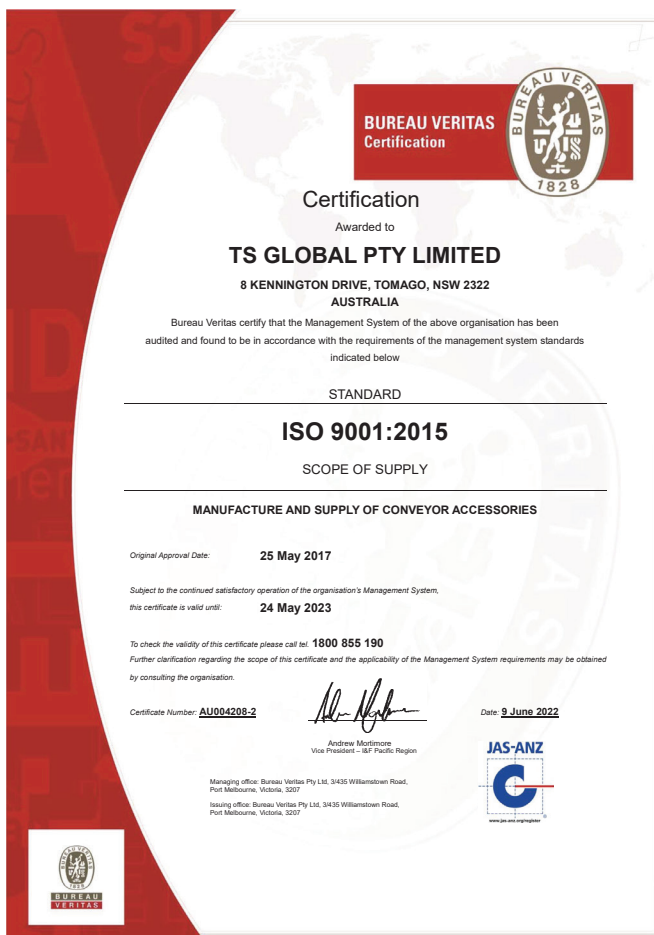 BUREAU VERITAS
Certification
BUREAU VERITAS
1828
Certification
Awarded to
TS GLOBAL PTY LIMITED
8 KENNINGTON DRIVE, TOMAGO, NSW 2322
AUSTRALIA
Bureau Veritas certify that the Management System of the above organisation has been
audited and found to be in accordance with the requirements of the management system standards
indicated below
STANDARD
ISO 9001:2015
SCOPE OF SUPPLY
MANUFACTURE AND SUPPLY OF CONVEYOR ACCESSORIES
Original Approval Date: 25 May 2017
Subject to the continued satisfactory operation of the organisation's Management System,
this certificate is valid until: 24 May 2023
To check the validity of this certificate please call tel. 1800 855 190
Further clarification regarding the scope of this certificate and the applicability of the Management System requirements may be obtained
by consulting the organisation.
Certificate Number: AU004208-2
Date: 9 June 2022
Andrew Mortimore
Vice President – I&F Pacific Region
JAS-ANZ
www.jas-anz.org/register
Managing office: Bureau Veritas Pty Ltd, 3/435 Williamstown Road,
Port Melbourne, Victoria, 3207
Issuing office: Bureau Veritas Pty Ltd, 3/435 Williamstown Road,
Port Melbourne, Victoria, 3207
BUREAU VERITAS
1828
BUREAU
VERITAS